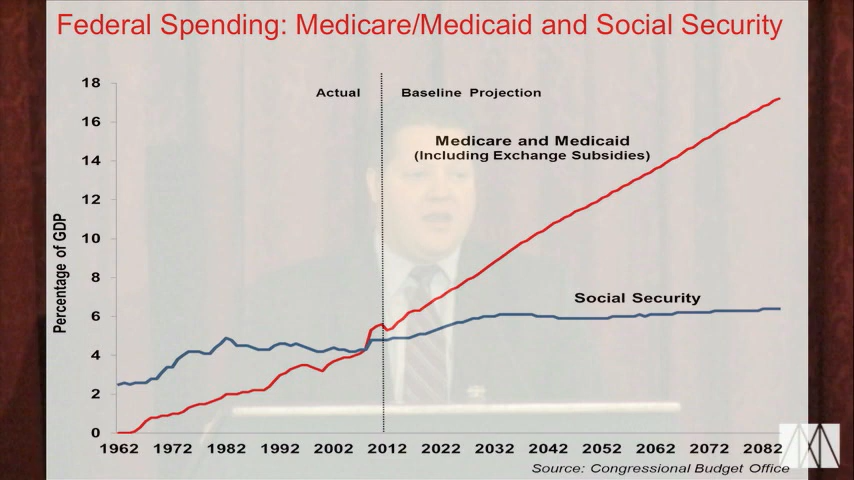 Federal Spending: Medicare/Medicaid and Social Security
18
Actual
Baseline Projection
16
Medicare and Medicaid
(Including Exchange Subsidies)
14
12
10
8
Social Security
6
4
2
0
Percentage of GDP
1962 1972 1982 1992 2002 2012 2022 2032 2042 2052 2062 2072 2082
Source: Congressional Budget Office